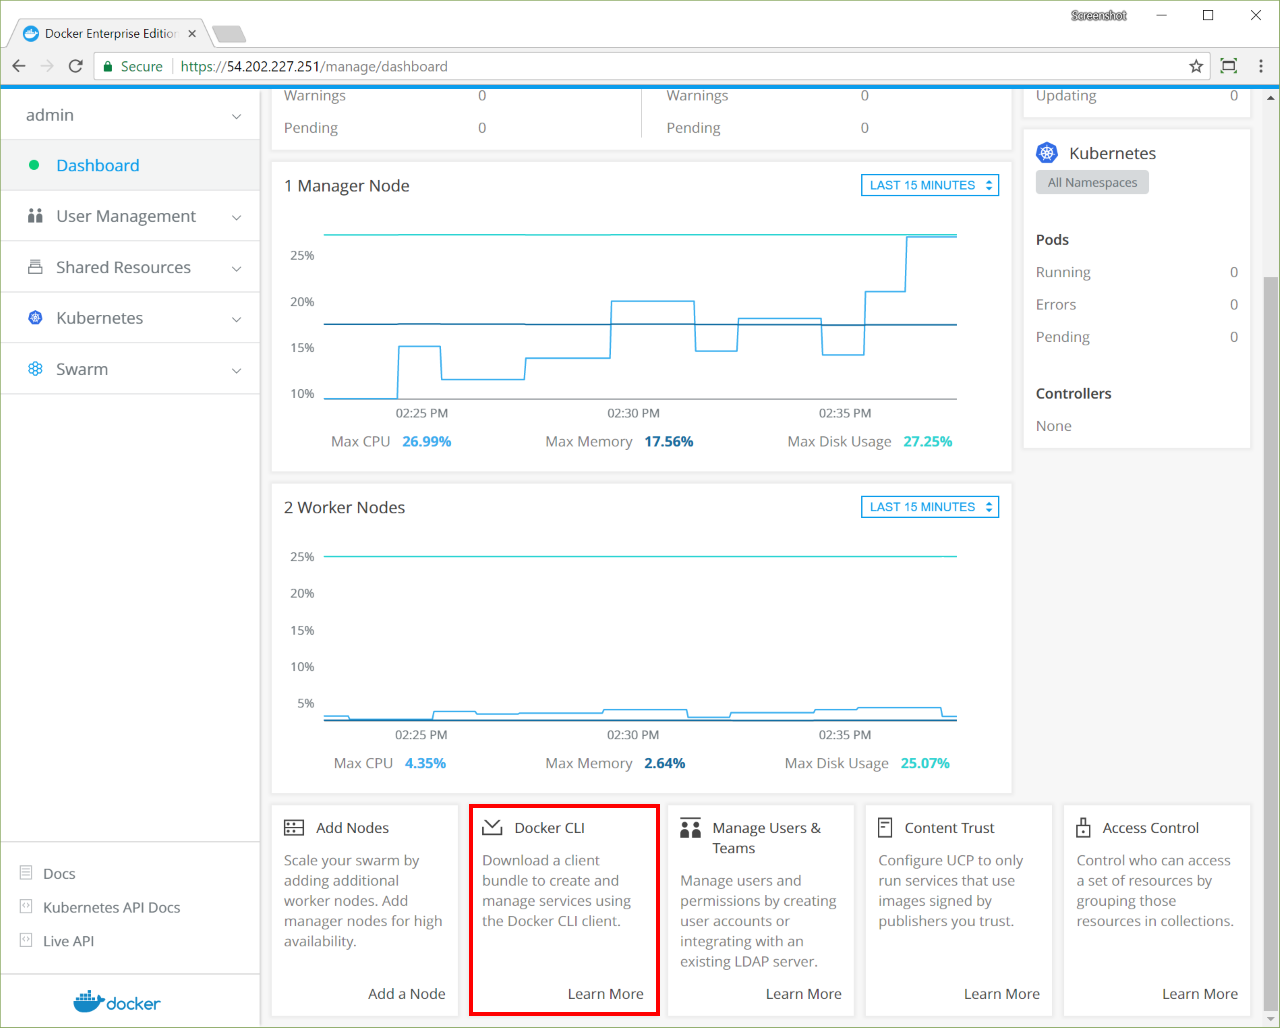 Docker Enterprise Edition
Screenshot
Secure
https://54.202.227.251/manage/dashboard
admin
Dashboard
User Management
Shared Resources
Kubernetes
Swarm
Docs
Kubernetes API Docs
Live API
docker
Warnings 0
Pending 0
Warnings 0
Pending 0
Updating 0
1 Manager Node
LAST 15 MINUTES
25%
20%
15%
10%
02:25 PM 02:30 PM 02:35 PM
Max CPU 26.99% Max Memory 17.56% Max Disk Usage 27.25%
Kubernetes
All Namespaces
Pods
Running 0
Errors 0
Pending 0
Controllers
None
2 Worker Nodes
LAST 15 MINUTES
25%
20%
15%
10%
5%
02:25 PM 02:30 PM 02:35 PM
Max CPU 4.35% Max Memory 2.64% Max Disk Usage 25.07%
Add Nodes
Scale your swarm by
adding additional
worker nodes. Add
manager nodes for high
availability.
Add a Node
Docker CLI
Download a client
bundle to create and
manage services using
the Docker CLI client.
Learn More
Manage Users &
Teams
Manage users and
permissions by creating
user accounts or
integrating with an
existing LDAP server.
Learn More
Content Trust
Configure UCP to only
run services that use
images signed by
publishers you trust.
Learn More
Access Control
Control who can access
a set of resources by
grouping those
resources in collections.
Learn More